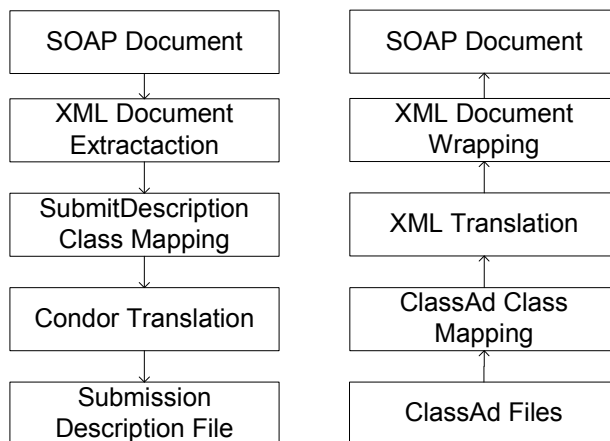 SOAP Document
XML Document
Extractaction
SubmitDescription
Class Mapping
Condor Translation
Submission
Description File
SOAP Document
XML Document
Wrapping
XML Translation
ClassAd Class
Mapping
ClassAd Files